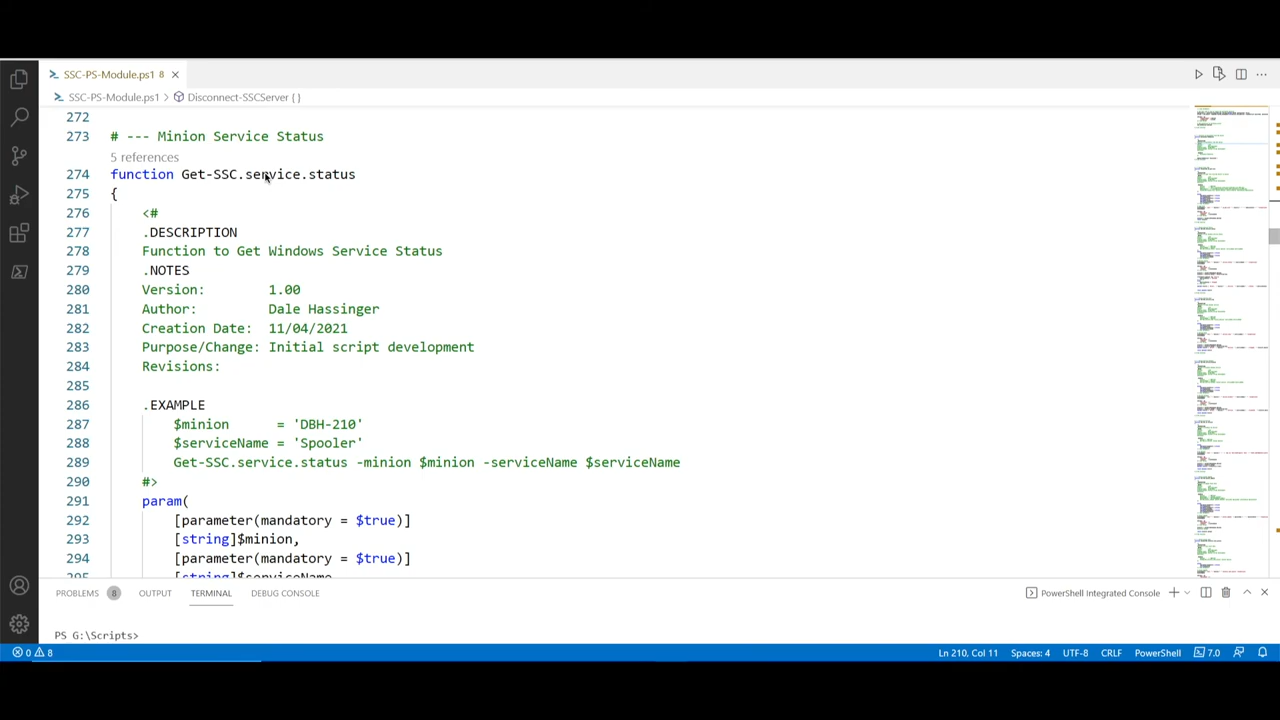 SSC-PS-Module.ps1 8
SSC-PS-Module.ps1 > Disconnect-SSCServer { }
272
273 # --- Minion Service Status
5 references
274 function Get-SSC.service.status
275 {
276 <#
277 .DESCRIPTION
278 Function to Get Windows Service Status
279 .NOTES
280 Version: 1.00
281 Author: Dale Hassinger
282 Creation Date: 11/04/2021
283 Purpose/Change: Initial script development
284 Revisions:
285
286 .EXAMPLE
287 $minion = 'DBH-210'
288 $serviceName = 'Spooler'
289 Get-SSC.service.status -minion $minion -serviceName $serviceName
290 #>
291 param(
292 [parameter(mandatory = $true)]
293 [string]$minion,
294 [parameter(mandatory = $true)]
295 [string]$serviceName
PROBLEMS 8 OUTPUT TERMINAL DEBUG CONSOLE PowerShell Integrated Console
PS G:\Scripts>
0 8 Ln 210, Col 11 Spaces: 4 UTF-8 CRLF PowerShell 7.0